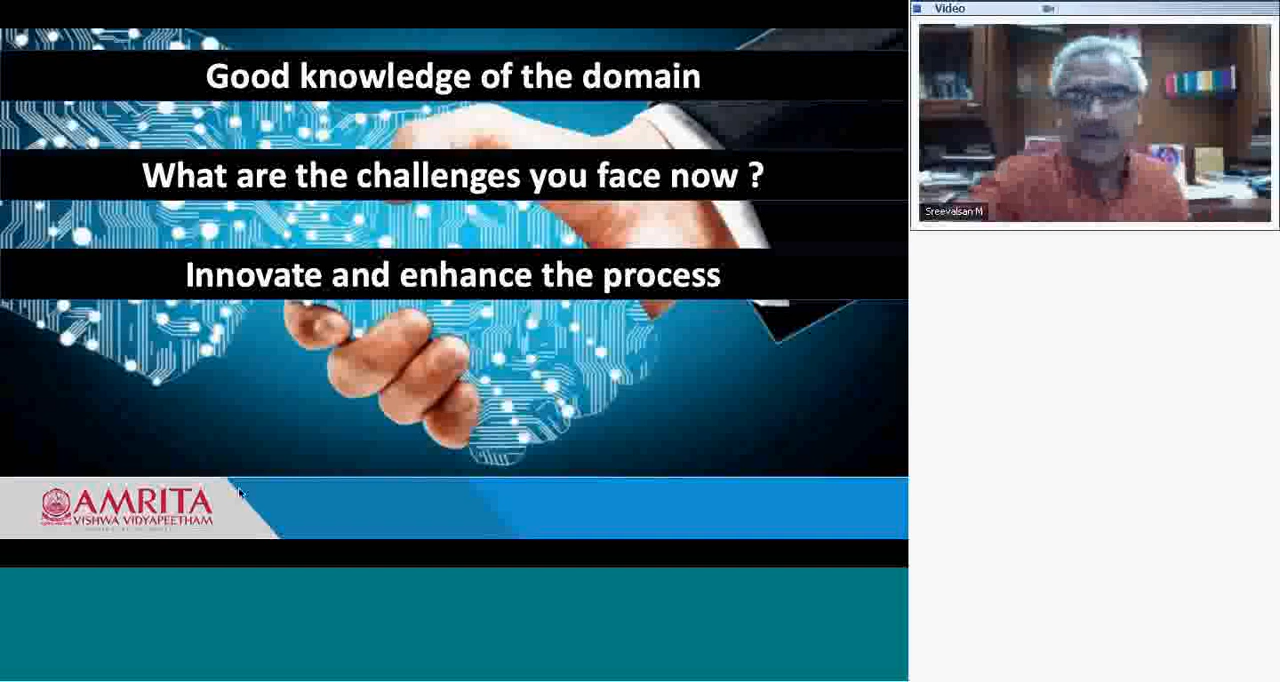 Good knowledge of the domain
What are the challenges you face now ?
Innovate and enhance the process
AMRITA
VISHWA VIDYAPEETHAM
Video
Sreevalsan M